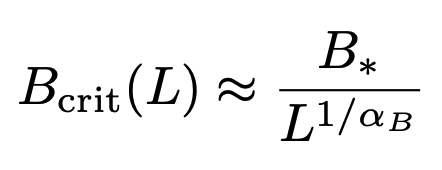 B_crit(L) ≈ B_* / L^{1/α_B}